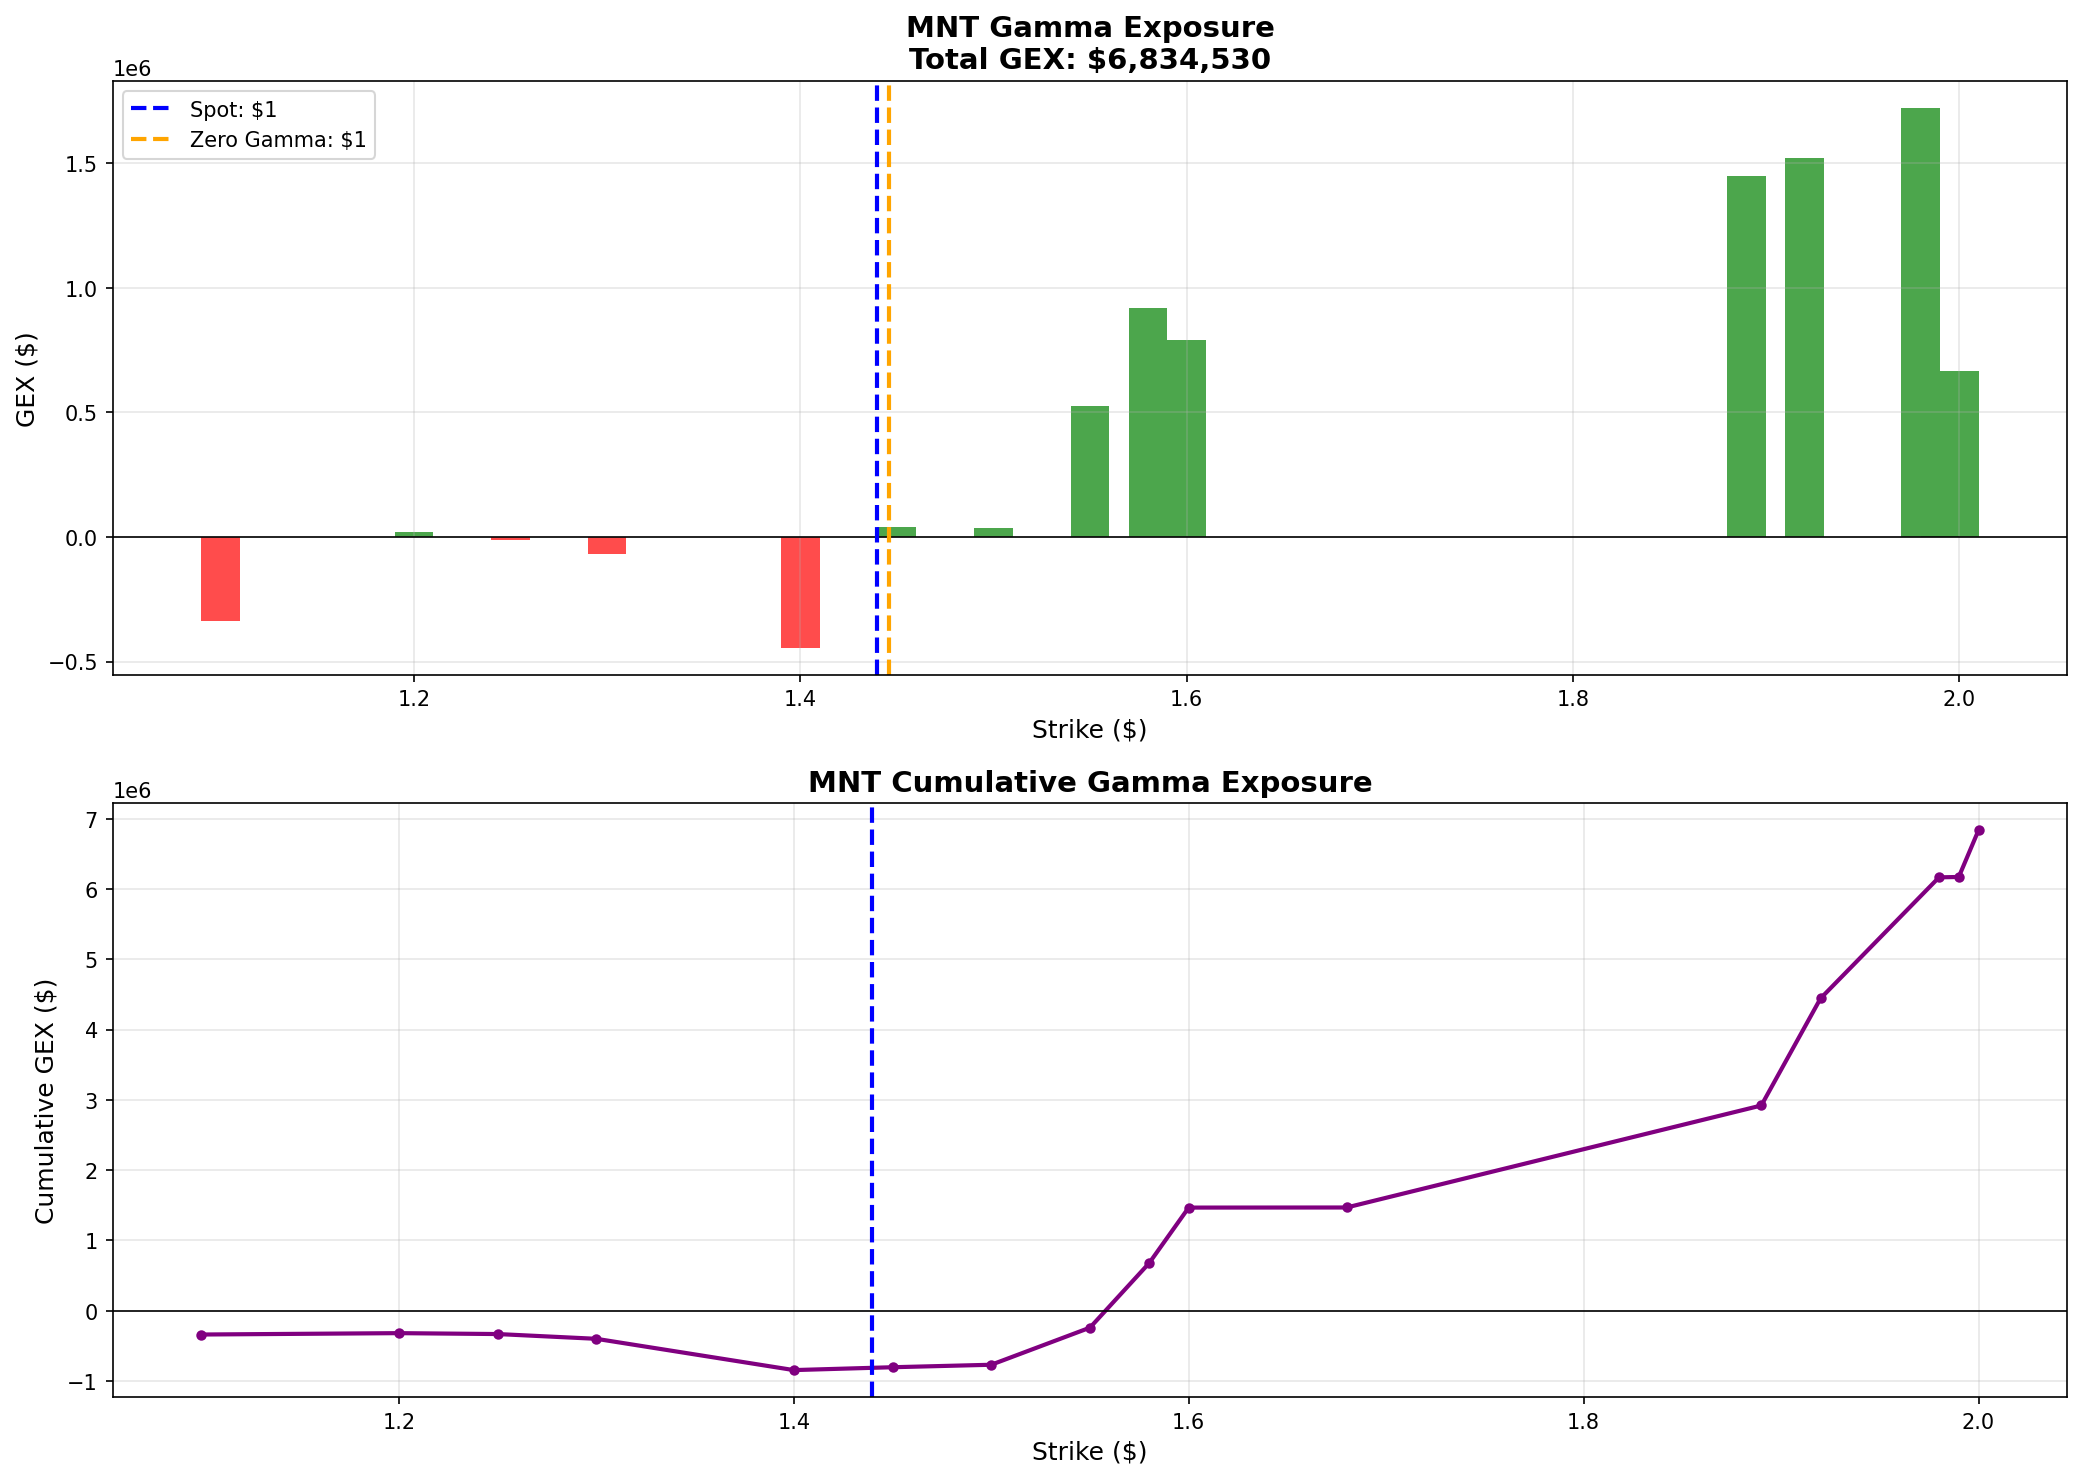 MNT Gamma Exposure
Total GEX: $6,834,530
1e6
Spot: $1
Zero Gamma: $1
GEX ($)
1.5
1.0
0.5
0.0
−0.5
1.2
1.4
1.6
1.8
2.0
Strike ($)
MNT Cumulative Gamma Exposure
1e6
Cumulative GEX ($)
7
6
5
4
3
2
1
0
−1
1.2
1.4
1.6
1.8
2.0
Strike ($)